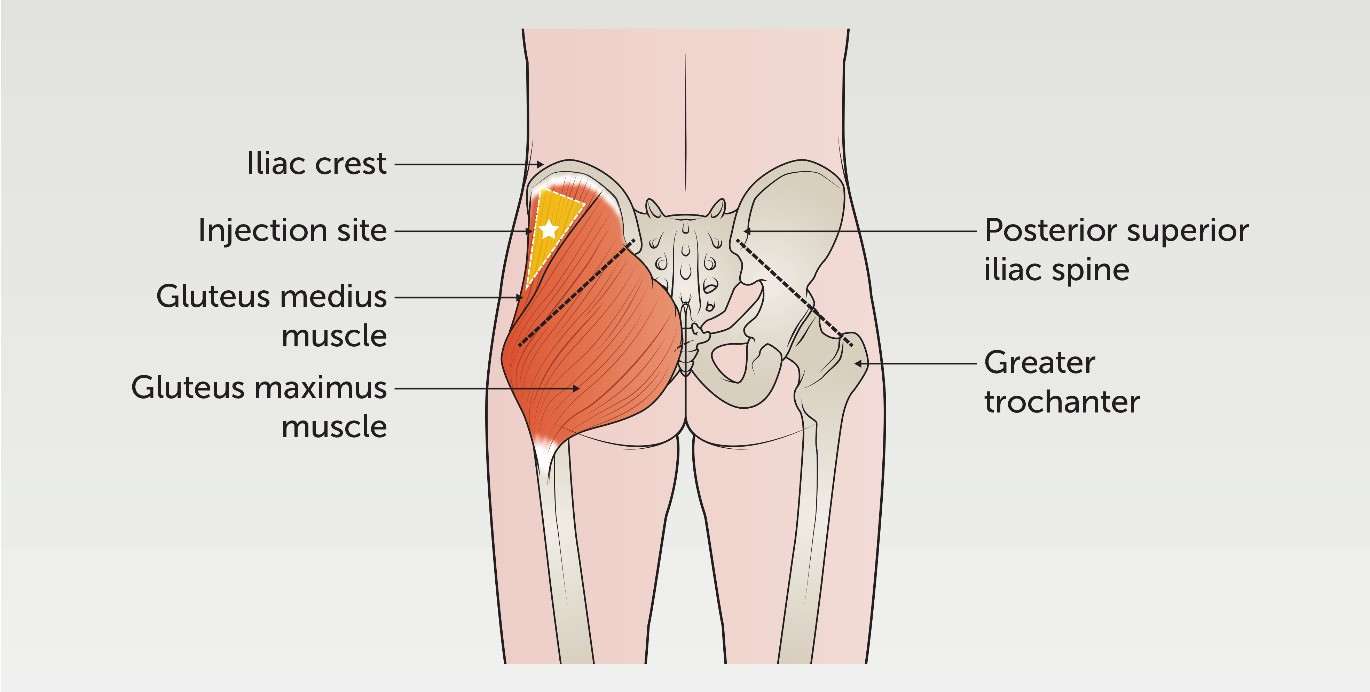 Iliac crest
Injection site
Gluteus medius
muscle
Gluteus maximus
muscle
Posterior superior
iliac spine
Greater
trochanter